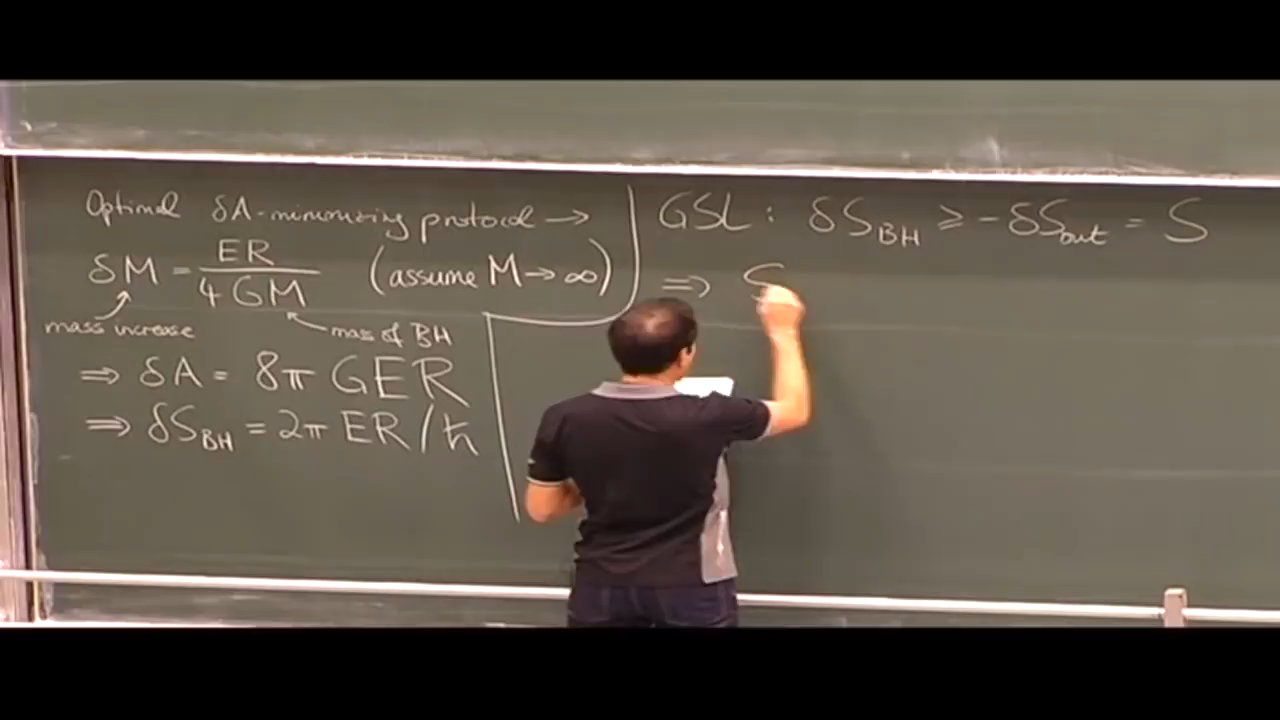 Optimal δA-minimizing protocol →
δM = ER / 4GM (assume M → ∞)
mass increase
mass of BH
⇒ δA = 8π GER
⇒ δS_BH = 2π ER/ħ
GSL: δS_BH ≥ -δS_out = S
⇒ S